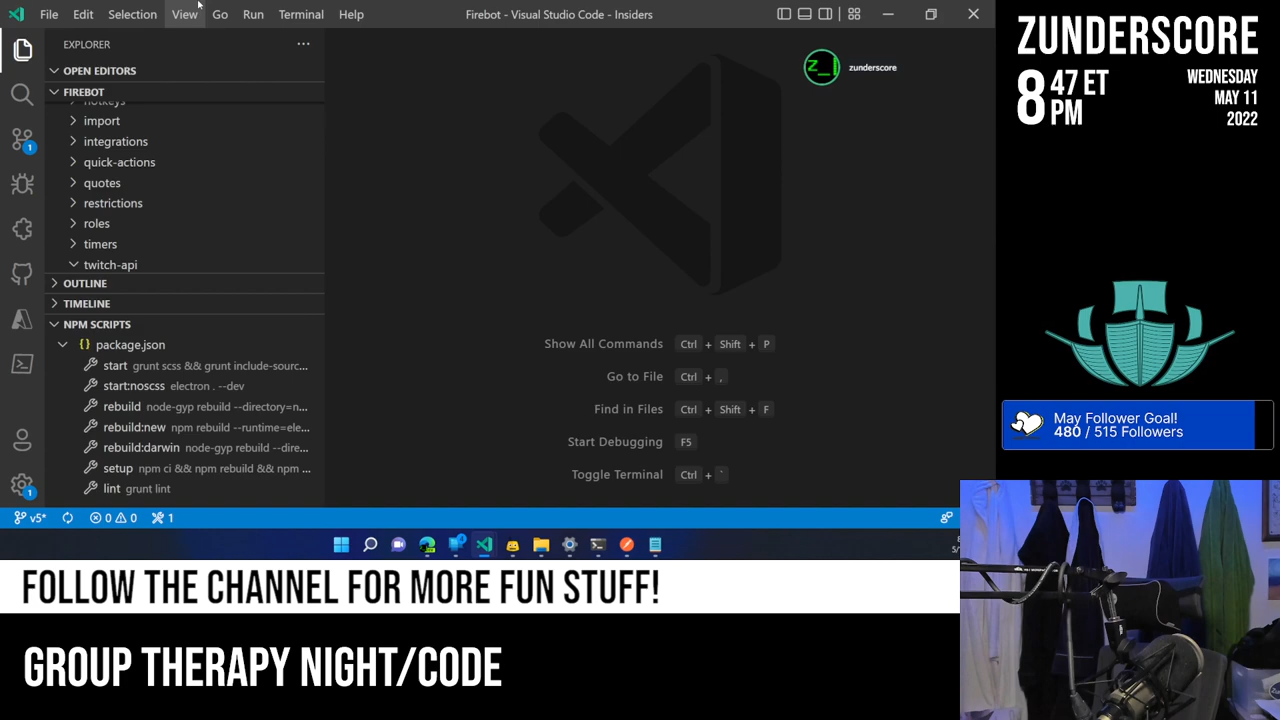 File Edit Selection View Go Run Terminal Help
Firebot - Visual Studio Code - Insiders
EXPLORER
OPEN EDITORS
FIREBOT
hotkeys
import
integrations
quick-actions
quotes
restrictions
roles
timers
twitch-api
OUTLINE
TIMELINE
NPM SCRIPTS
package.json
start grunt scss && grunt include-sourc...
start:noscss electron . --dev
rebuild node-gyp rebuild --directory=n...
rebuild:new npm rebuild --runtime=ele...
rebuild:darwin node-gyp rebuild --dire...
setup npm ci && npm rebuild && npm ...
lint grunt lint
1
1
z_
zunderscore
Show All Commands Ctrl + Shift + P
Go to File Ctrl + ,
Find in Files Ctrl + Shift + F
Start Debugging F5
Toggle Terminal Ctrl + `
v5* 0 0 1
ZUNDERSCORE
8 47 ET
PM
WEDNESDAY
MAY 11
2022
May Follower Goal!
480 / 515 Followers
FOLLOW THE CHANNEL FOR MORE FUN STUFF!
GROUP THERAPY NIGHT/CODE